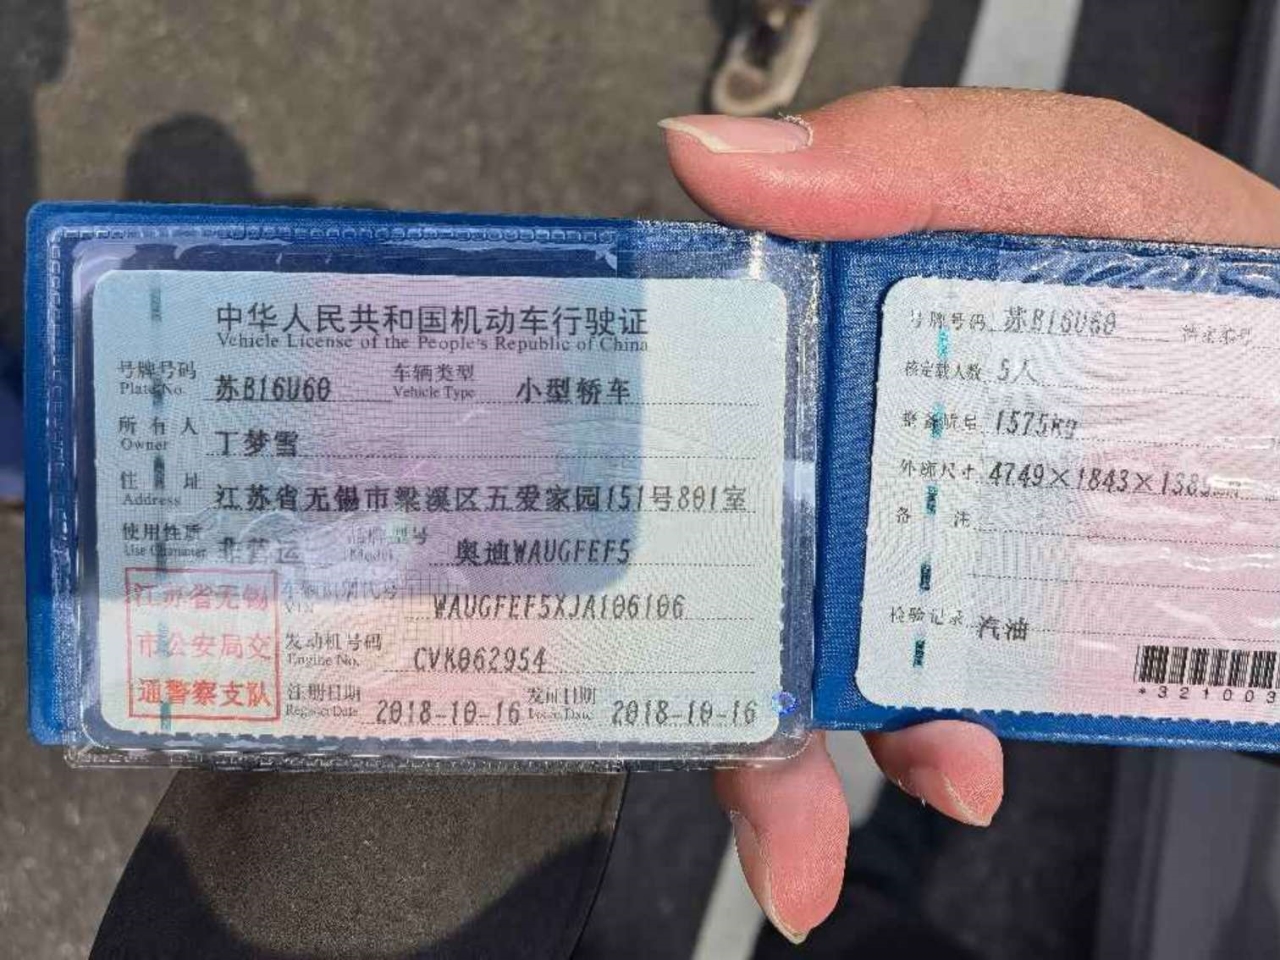 中华人民共和国机动车行驶证
Vehicle License of the People's Republic of China
号牌号码 苏B16U60 车辆类型 小型轿车
Plate No. Vehicle Type
所有人 丁梦雪
Owner
住址 江苏省无锡市梁溪区五爱家园151号801室
Address
使用性质 非营运 品牌型号 奥迪WAUGFEF5
Use Character Model
江苏省无锡
市公安局交
通警察支队
车辆识别代号 WAUGFEF5XJA106106
VIN
发动机号码 CVK062954
Engine No.
注册日期 2018-10-16 发证日期 2018-10-16
Register Date Issue Date
号牌号码 苏B16U60
核定载人数 5人
整备质量 1575kg
外廓尺寸 4749×1843×
备注
检验记录 汽油
*321003